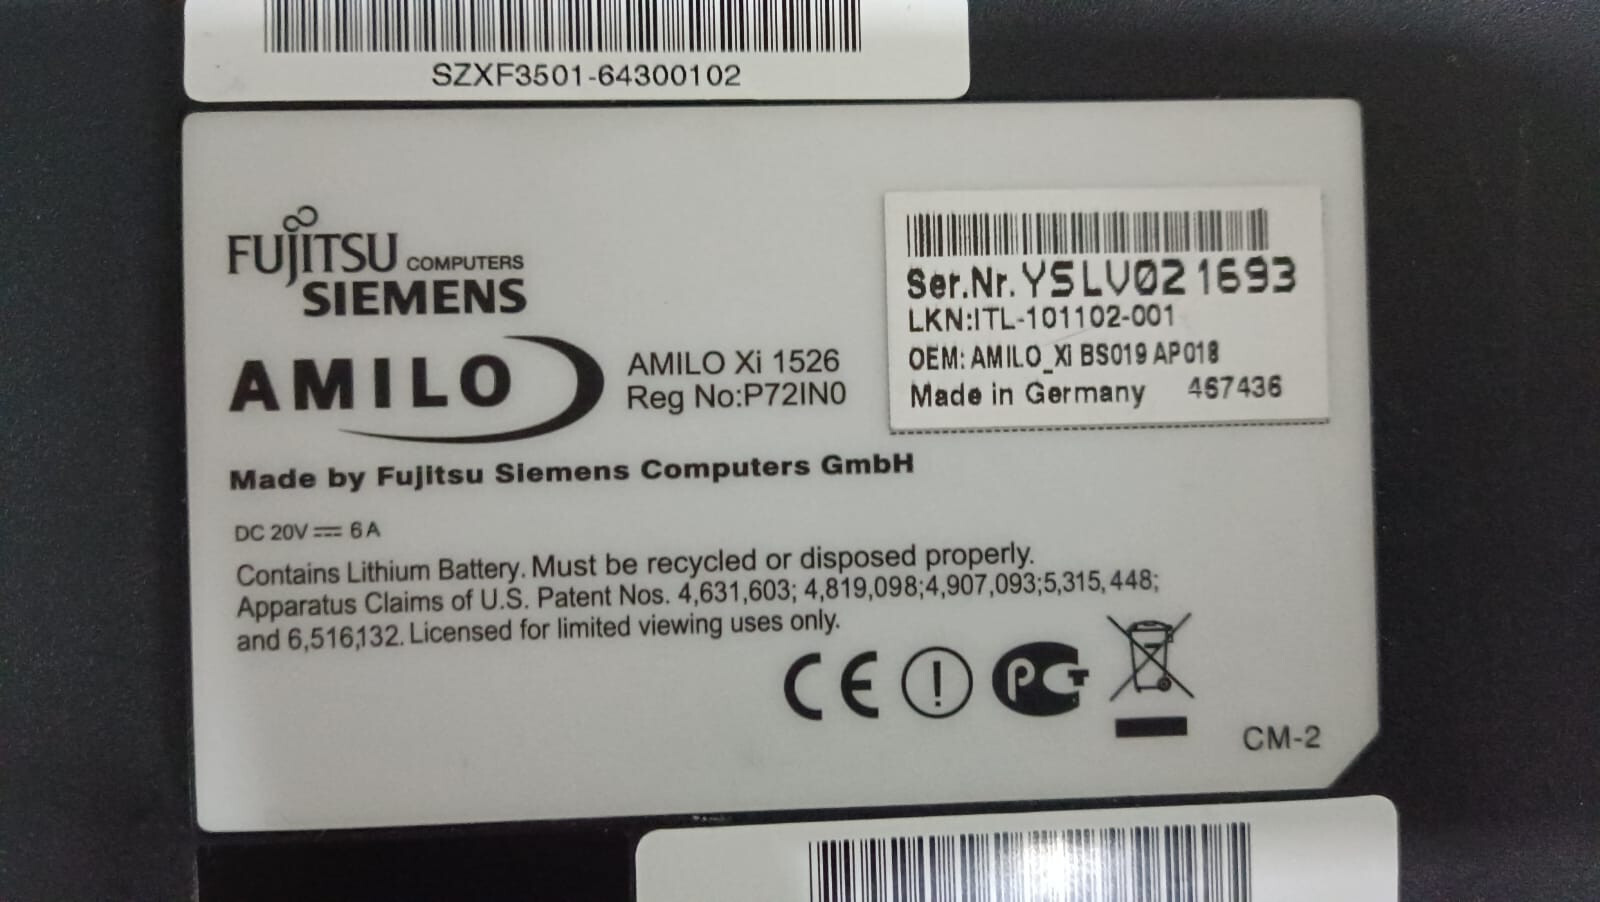 SZXF3501-64300102
FUJITSU COMPUTERS
SIEMENS
AMILO
AMILO Xi 1526
Reg No:P72IN0
Ser.Nr. YSLV021693
LKN:ITL-101102-001
OEM: AMILO_Xi BS019 AP018
Made in Germany 467436
Made by Fujitsu Siemens Computers GmbH
DC 20V ⎓ 6 A
Contains Lithium Battery. Must be recycled or disposed properly.
Apparatus Claims of U.S. Patent Nos. 4,631,603; 4,819,098;4,907,093;5,315,448;
and 6,516,132. Licensed for limited viewing uses only.
CE
PCT
CM-2